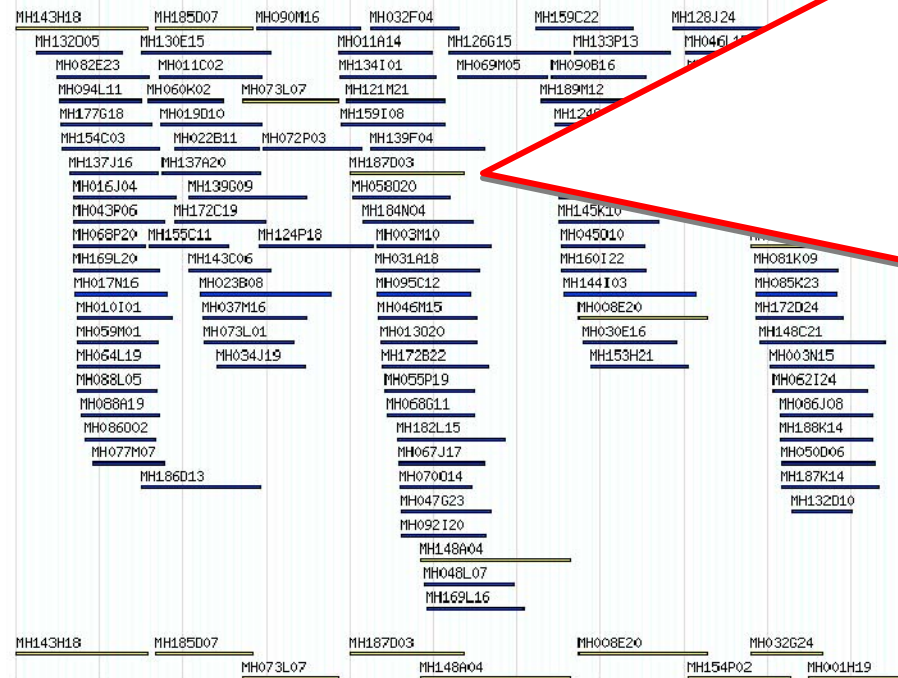 MH143H18 MH185D07 MH090M16 MH032F04 MH159C22 MH128J24
MH132O05 MH130E15 MH011A14 MH126G15 MH133P13
MH082E23 MH011C02 MH134I01 MH069M05 MH090B16
MH094L11 MH060K02 MH073L07 MH121M21 MH189M12
MH177G18 MH019D10 MH159I08
MH154C03 MH022B11 MH072P03 MH139F04
MH137J16 MH137A20 MH187D03
MH016J04 MH139G09 MH058O20
MH043P06 MH172C19 MH184N04 MH145K10
MH068P20 MH155C11 MH124P18 MH003M10 MH045O10
MH169L20 MH143C06 MH031A18 MH160I22 MH081K09
MH017N16 MH023B08 MH095C12 MH144I03 MH085K23
MH010I01 MH037M16 MH046M15 MH008E20 MH172D24
MH059M01 MH073L01 MH013O20 MH030E16 MH148C21
MH064L19 MH034J19 MH172B22 MH153H21 MH003N15
MH088L05 MH055P19 MH062I24
MH088A19 MH068G11 MH086J08
MH086O02 MH182L15 MH188K14
MH077M07 MH067J17 MH050D06
MH186D13 MH070O14 MH187K14
MH047G23 MH132D10
MH092I20
MH148A04
MH048L07
MH169L16
MH143H18 MH185D07 MH187D03 MH008E20 MH032G24
MH073L07 MH148A04 MH154P02 MH001H19